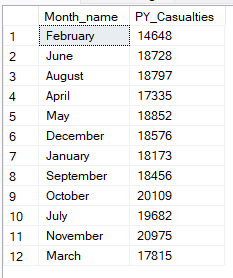 Month_name PY_Casualties
1 February 14648
2 June 18728
3 August 18797
4 April 17335
5 May 18852
6 December 18576
7 January 18173
8 September 18456
9 October 20109
10 July 19682
11 November 20975
12 March 17815